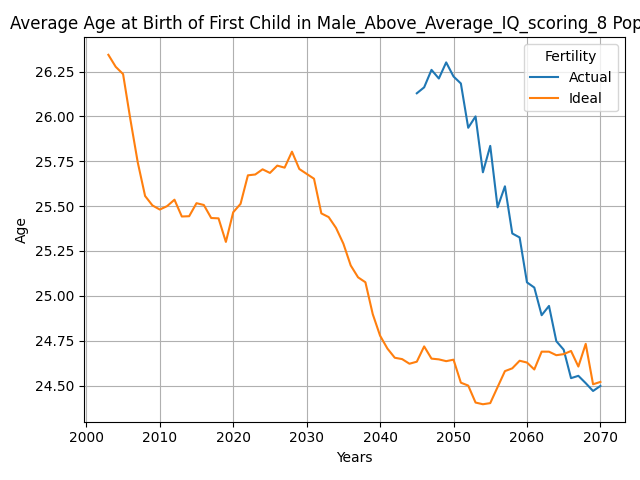 Average Age at Birth of First Child in Male_Above_Average_IQ_scoring_8 Pop
Fertility
Actual
Ideal
26.25
26.00
25.75
25.50
25.25
25.00
24.75
24.50
Age
2000 2010 2020 2030 2040 2050 2060 2070
Years